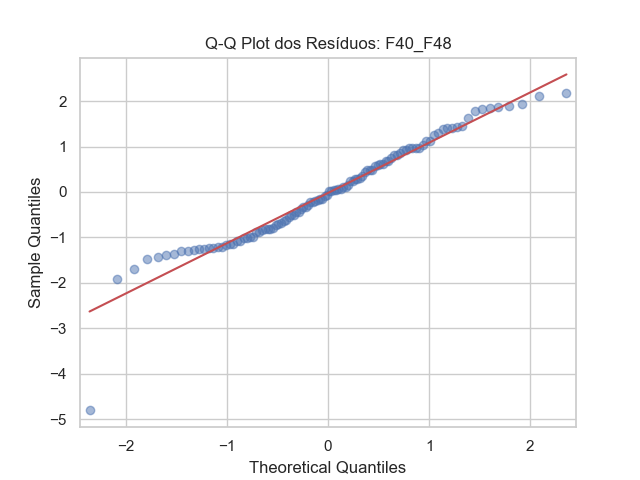 Q-Q Plot dos Resíduos: F40_F48
2
1
0
−1
−2
−3
−4
−5
Sample Quantiles
−2 −1 0 1 2
Theoretical Quantiles